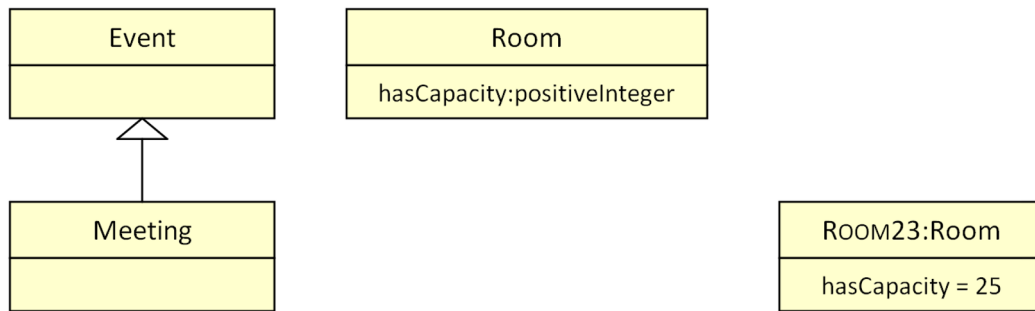 Event
Room
hasCapacity:positiveInteger
Meeting
ROOM23:Room
hasCapacity = 25